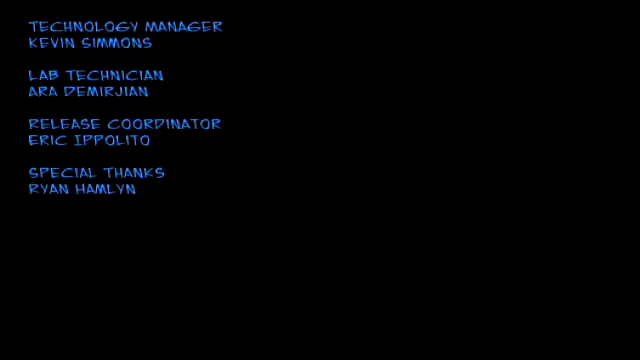 TECHNOLOGY MANAGER
KEVIN SIMMONS
LAB TECHNICIAN
ARA DEMIRJIAN
RELEASE COORDINATOR
ERIC IPPOLITO
SPECIAL THANKS
RYAN HAMLYN